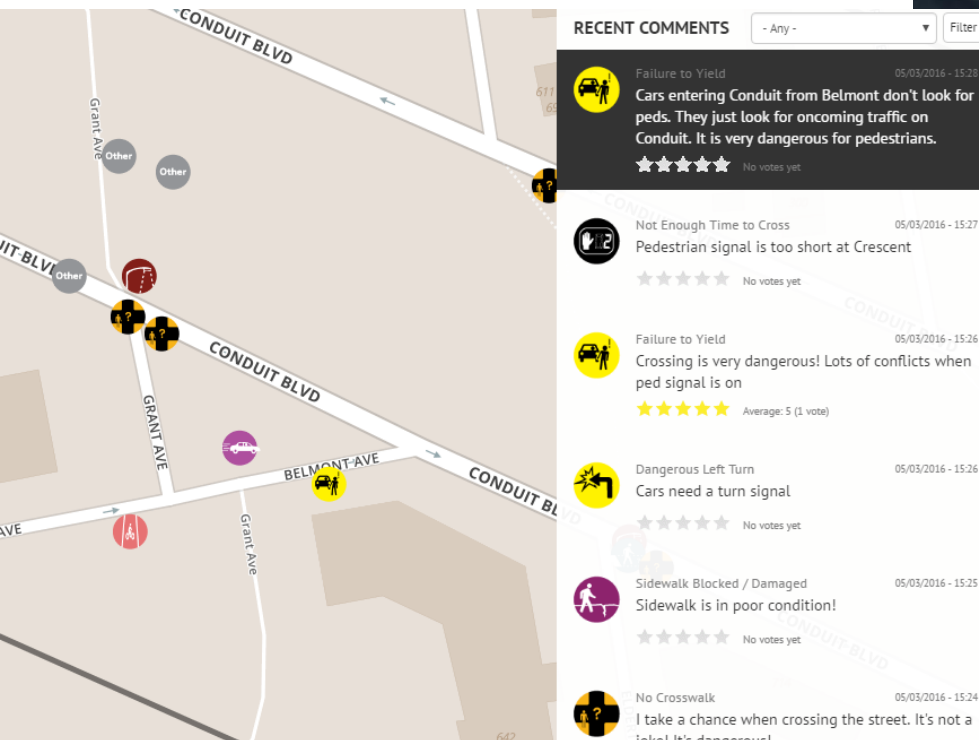 CONDUIT BLVD
611
Grant Ave
Other
Other
?
UIT BLVD
Other
?
?
CONDUIT BLVD
GRANT AVE
BELMONT AVE
CONDUIT BL
AVE
Grant Ave
642
RECENT COMMENTS
- Any -
Filter
Failure to Yield 05/03/2016 - 15:28
Cars entering Conduit from Belmont don't look for
peds. They just look for oncoming traffic on
Conduit. It is very dangerous for pedestrians.
No votes yet
Not Enough Time to Cross 05/03/2016 - 15:27
Pedestrian signal is too short at Crescent
No votes yet
Failure to Yield 05/03/2016 - 15:26
Crossing is very dangerous! Lots of conflicts when
ped signal is on
Average: 5 (1 vote)
Dangerous Left Turn 05/03/2016 - 15:26
Cars need a turn signal
No votes yet
Sidewalk Blocked / Damaged 05/03/2016 - 15:25
Sidewalk is in poor condition!
No votes yet
No Crosswalk 05/03/2016 - 15:24
?
I take a chance when crossing the street. It's not a
joke! It's dangerous!